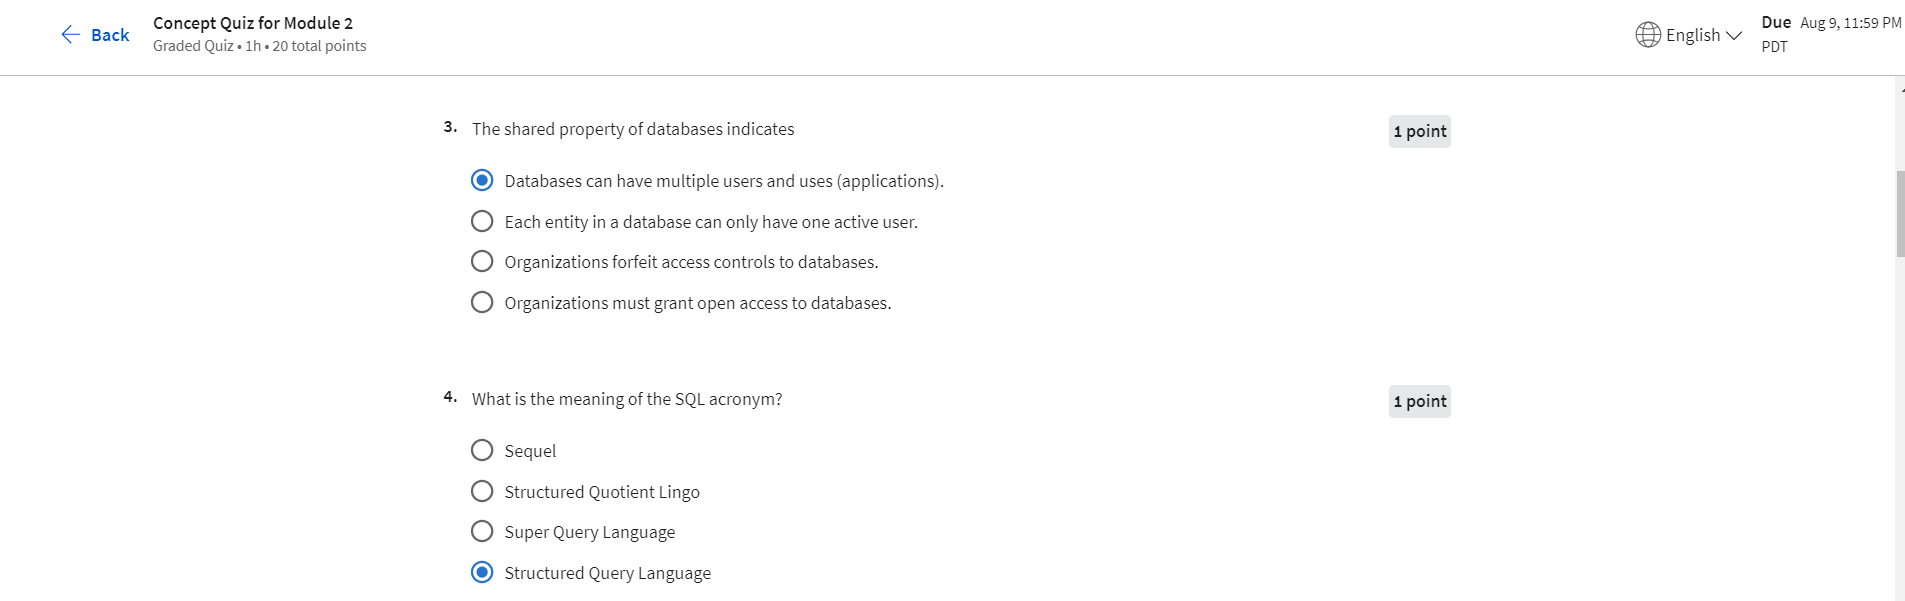 Back
Concept Quiz for Module 2
Graded Quiz • 1h • 20 total points
English
Due Aug 9, 11:59 PM
PDT
3. The shared property of databases indicates
1 point
Databases can have multiple users and uses (applications).
Each entity in a database can only have one active user.
Organizations forfeit access controls to databases.
Organizations must grant open access to databases.
4. What is the meaning of the SQL acronym?
1 point
Sequel
Structured Quotient Lingo
Super Query Language
Structured Query Language